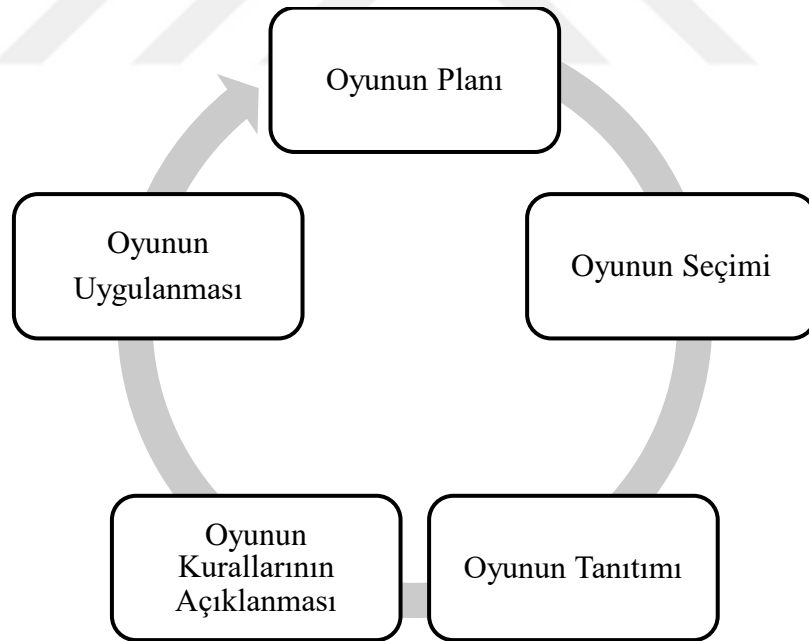 Oyunun Planı
Oyunun Seçimi
Oyunun Tanıtımı
Oyunun
Kurallarının
Açıklanması
Oyunun
Uygulanması